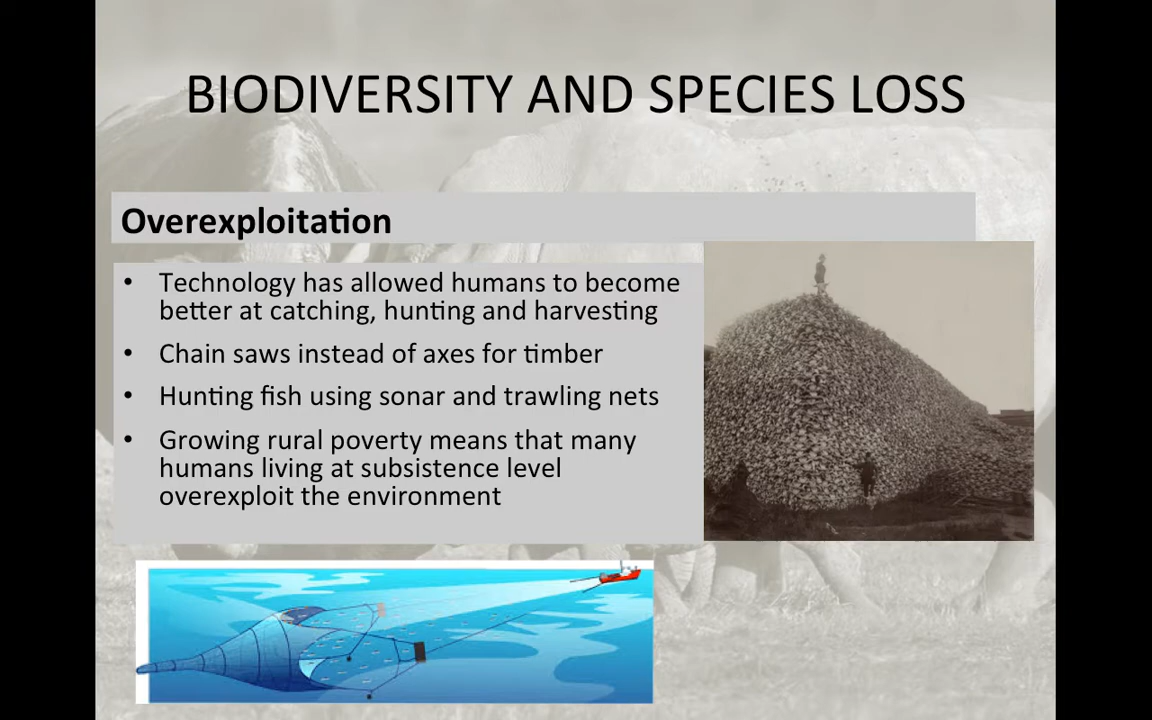 BIODIVERSITY AND SPECIES LOSS
Overexploitation
• Technology has allowed humans to become
better at catching, hunting and harvesting
• Chain saws instead of axes for timber
• Hunting fish using sonar and trawling nets
• Growing rural poverty means that many
humans living at subsistence level
overexploit the environment